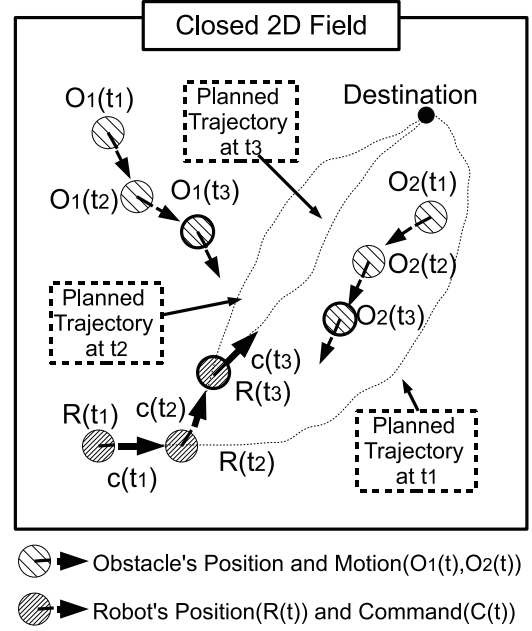 Closed 2D Field
Planned
Trajectory
at t3
Destination
O1(t1)
O1(t2)
O1(t3)
O2(t1)
O2(t2)
O2(t3)
Planned
Trajectory
at t2
c(t3)
R(t3)
c(t2)
R(t1)
c(t1)
R(t2)
Planned
Trajectory
at t1
Obstacle's Position and Motion(O1(t),O2(t))
Robot's Position(R(t)) and Command(C(t))